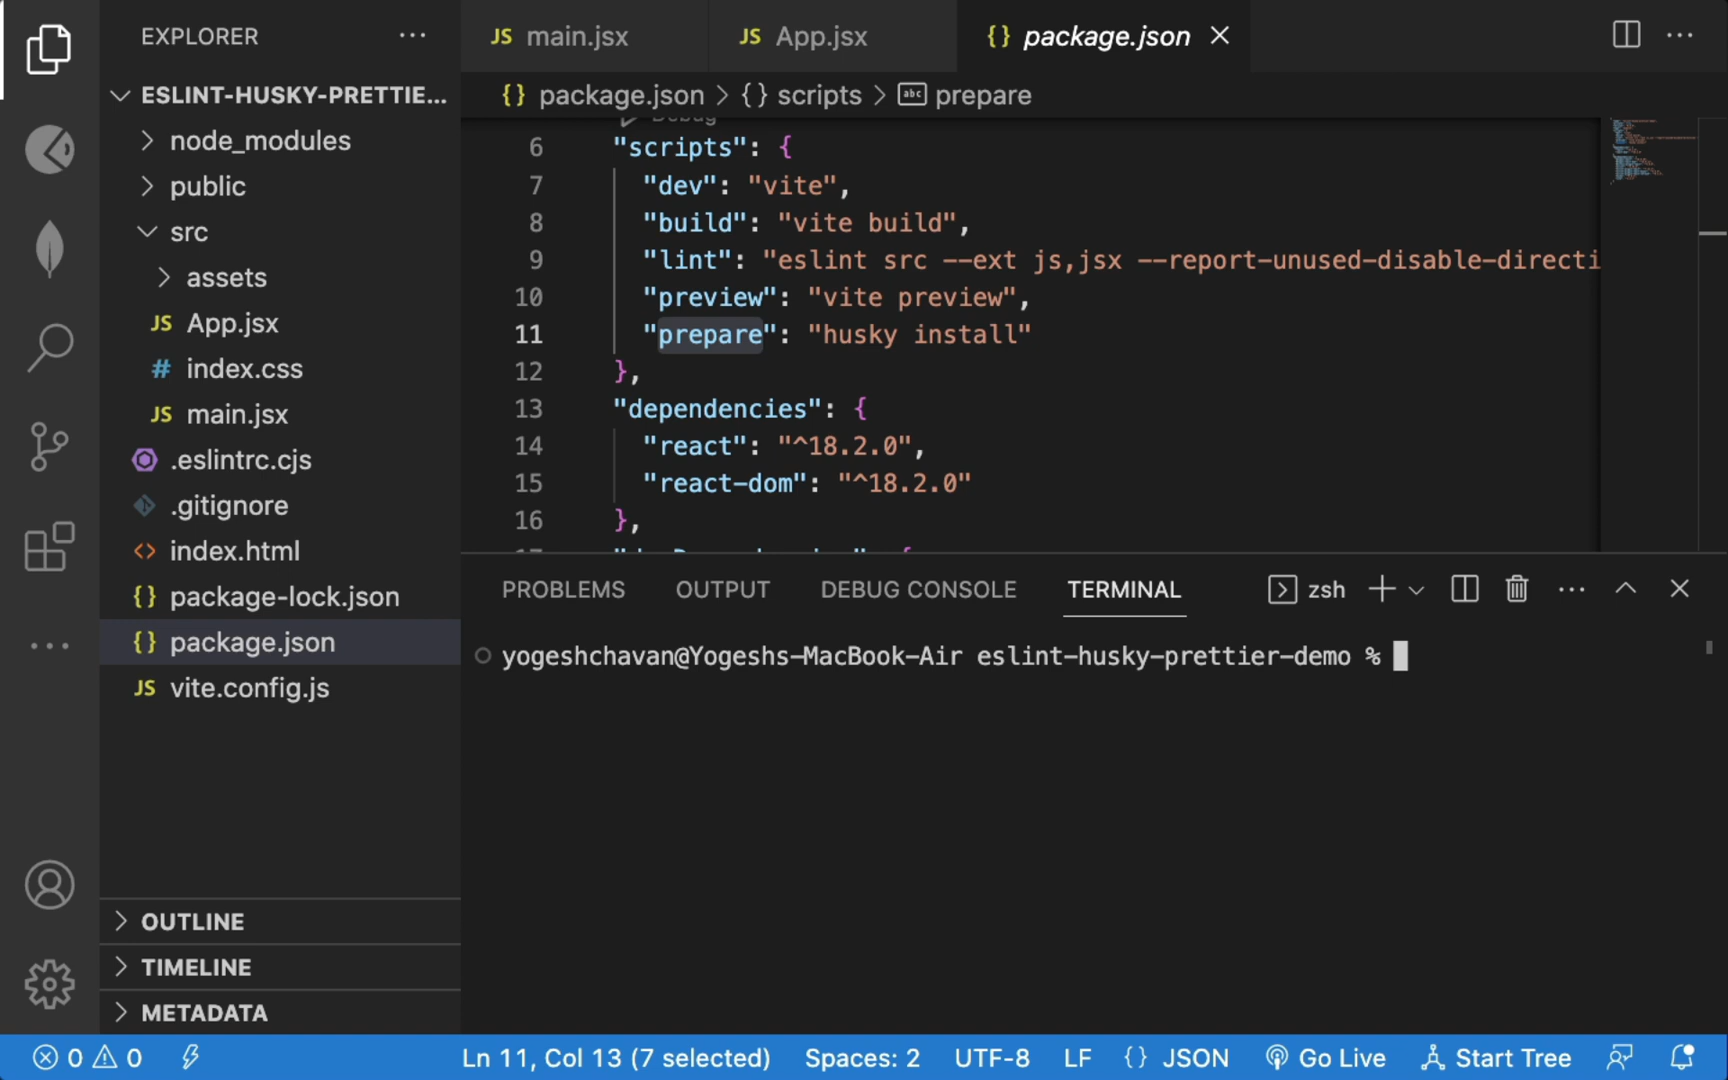 EXPLORER
ESLINT-HUSKY-PRETTIE...
node_modules
public
src
assets
JS App.jsx
# index.css
JS main.jsx
.eslintrc.cjs
.gitignore
<> index.html
{} package-lock.json
{} package.json
JS vite.config.js
OUTLINE
TIMELINE
METADATA
JS main.jsx
JS App.jsx
{} package.json
{} package.json > {} scripts > abc prepare
Debug
6 "scripts": {
7 "dev": "vite",
8 "build": "vite build",
9 "lint": "eslint src --ext js,jsx --report-unused-disable-directi
10 "preview": "vite preview",
11 "prepare": "husky install"
12 },
13 "dependencies": {
14 "react": "^18.2.0",
15 "react-dom": "^18.2.0"
16 },
PROBLEMS OUTPUT DEBUG CONSOLE TERMINAL zsh
yogeshchavan@Yogeshs-MacBook-Air eslint-husky-prettier-demo %
0 0 Ln 11, Col 13 (7 selected) Spaces: 2 UTF-8 LF {} JSON Go Live Start Tree